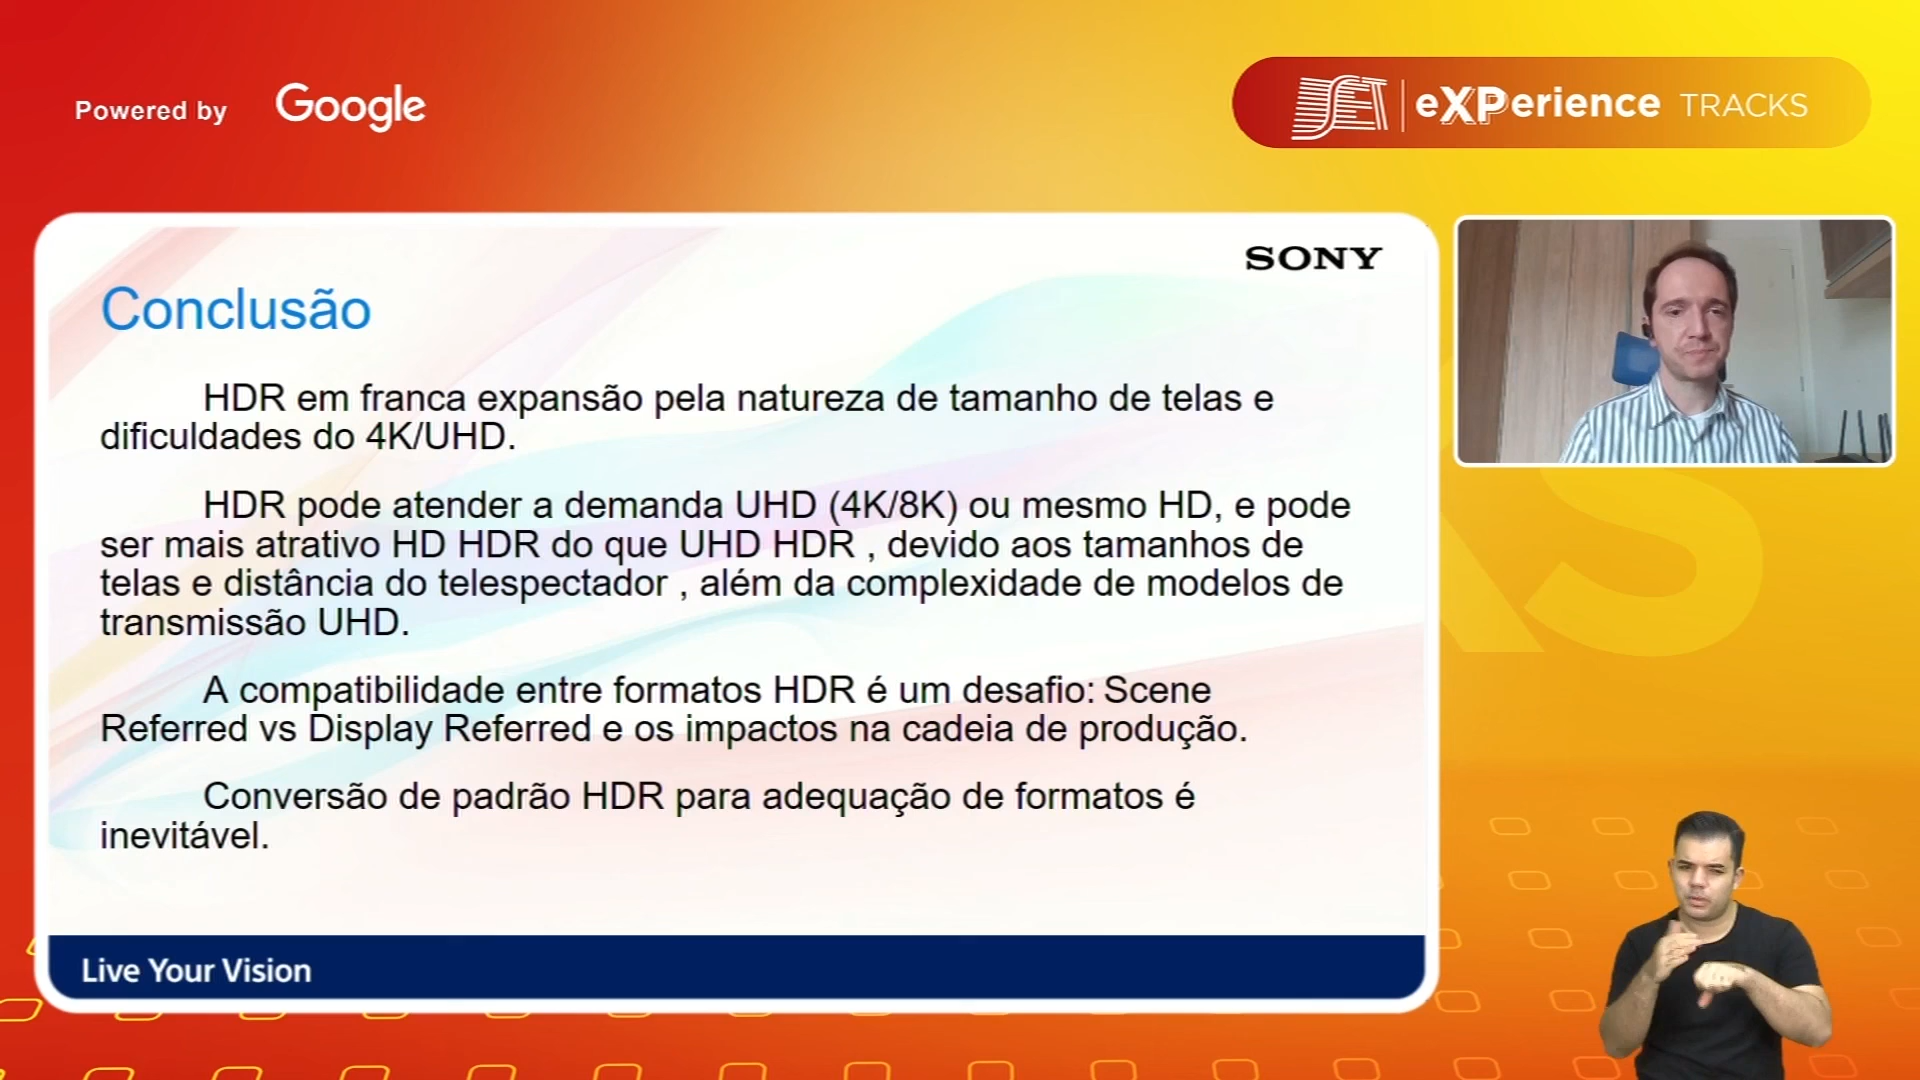 Powered by Google
SET eXPerience TRACKS
SONY
Conclusão
HDR em franca expansão pela natureza de tamanho de telas e
dificuldades do 4K/UHD.
HDR pode atender a demanda UHD (4K/8K) ou mesmo HD, e pode
ser mais atrativo HD HDR do que UHD HDR , devido aos tamanhos de
telas e distância do telespectador , além da complexidade de modelos de
transmissão UHD.
A compatibilidade entre formatos HDR é um desafio: Scene
Referred vs Display Referred e os impactos na cadeia de produção.
Conversão de padrão HDR para adequação de formatos é
inevitável.
Live Your Vision